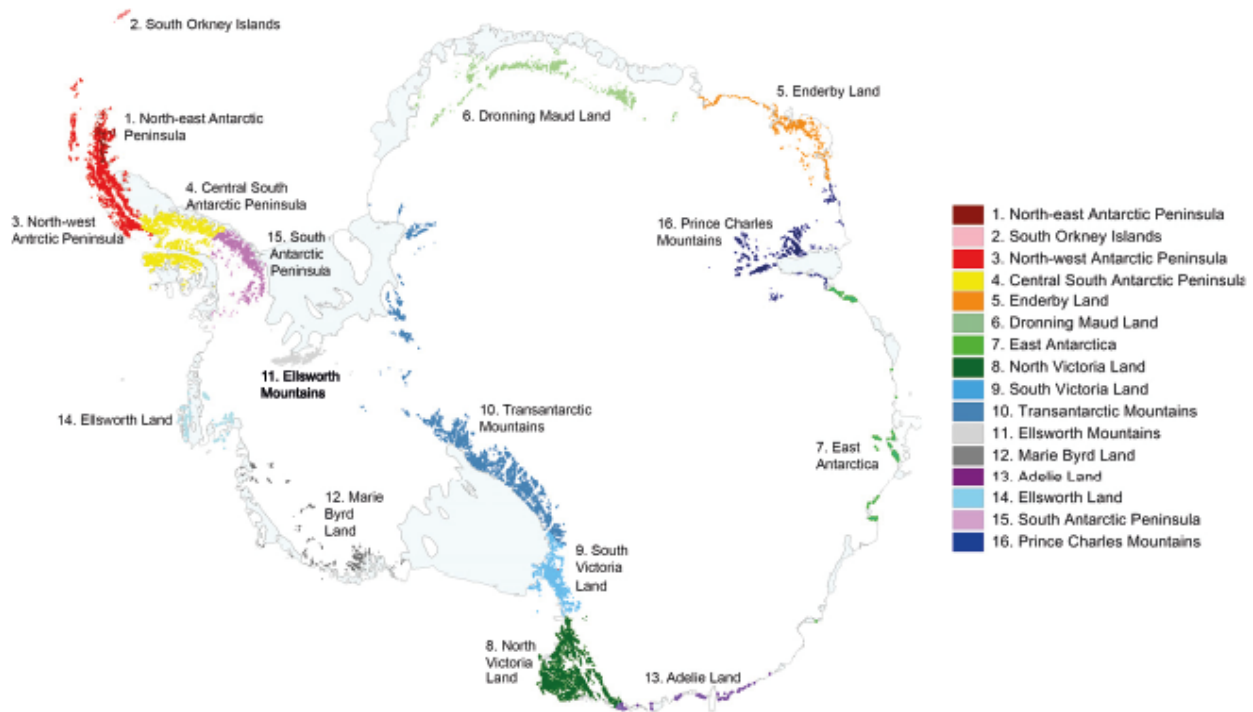 2. South Orkney Islands
1. North-east Antarctic
Peninsula
5. Enderby Land
6. Dronning Maud Land
4. Central South
Antarctic Peninsula
3. North-west
Antrctic Peninsula
15. South
Antarctic
Peninsula
16. Prince Charles
Mountains
11. Ellsworth
Mountains
14. Ellsworth Land
10. Transantarctic
Mountains
7. East
Antarctica
12. Marie
Byrd
Land
9. South
Victoria
Land
8. North
Victoria
Land
13. Adelie Land
1. North-east Antarctic Peninsula
2. South Orkney Islands
3. North-west Antarctic Peninsula
4. Central South Antarctic Peninsula
5. Enderby Land
6. Dronning Maud Land
7. East Antarctica
8. North Victoria Land
9. South Victoria Land
10. Transantarctic Mountains
11. Ellsworth Mountains
12. Marie Byrd Land
13. Adelie Land
14. Ellsworth Land
15. South Antarctic Peninsula
16. Prince Charles Mountains